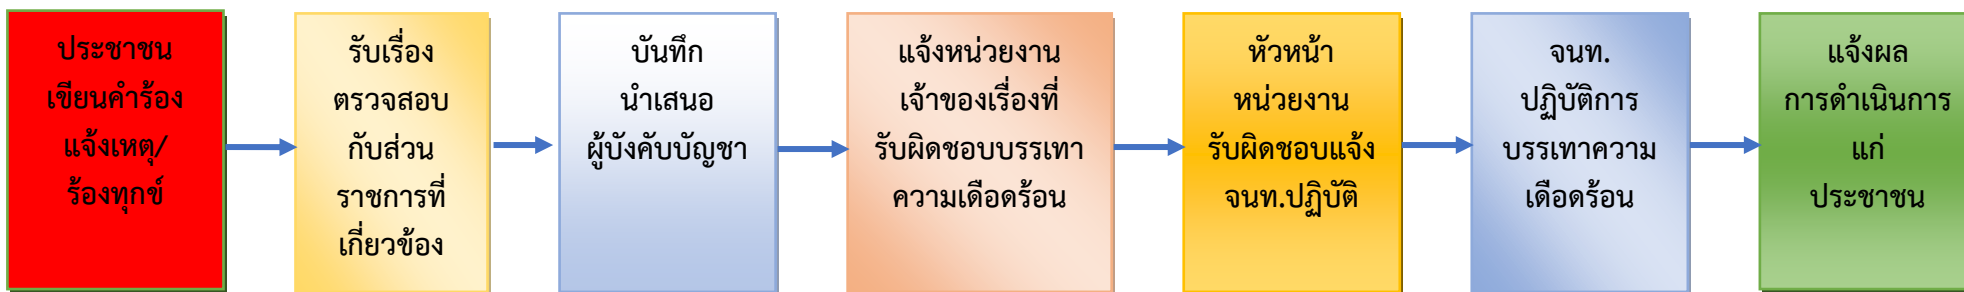 ประชาชน
เขียนคำร้อง
แจ้งเหตุ/
ร้องทุกข์
รับเรื่อง
ตรวจสอบ
กับส่วน
ราชการที่
เกี่ยวข้อง
บันทึก
นำเสนอ
ผู้บังคับบัญชา
แจ้งหน่วยงาน
เจ้าของเรื่องที่
รับผิดชอบบรรเทา
ความเดือดร้อน
หัวหน้า
หน่วยงาน
รับผิดชอบแจ้ง
จนท.ปฏิบัติ
จนท.
ปฏิบัติการ
บรรเทาความ
เดือดร้อน
แจ้งผล
การดำเนินการ
แก่
ประชาชน